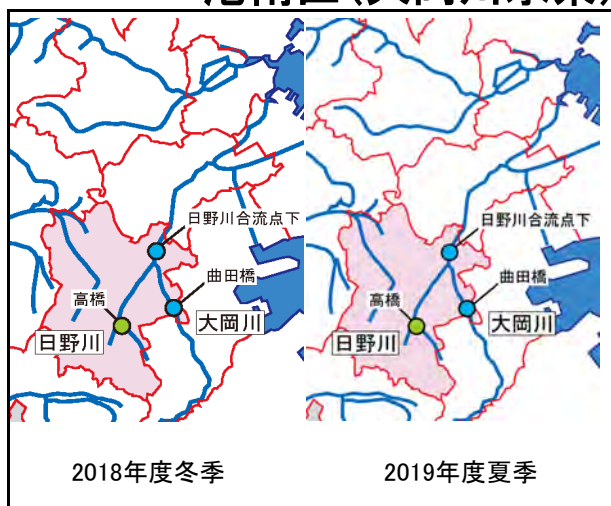 日野川合流点下
曲田橋
高橋
大岡川
日野川
2018年度冬季
日野川合流点下
曲田橋
高橋
大岡川
日野川
2019年度夏季